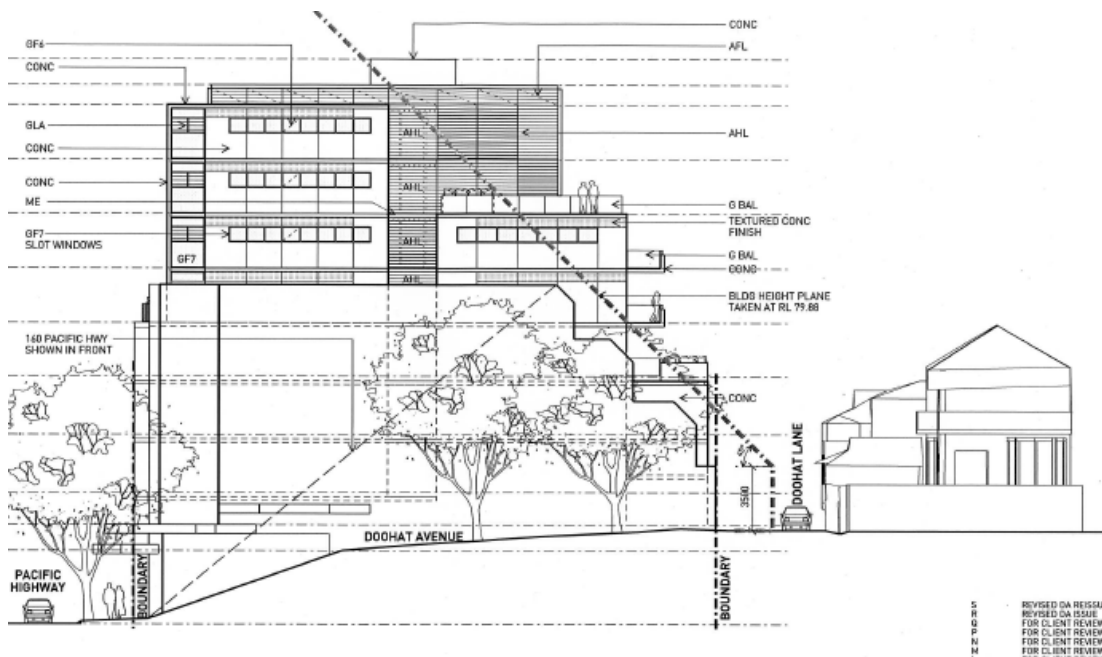 CONC
GF6
AFL
CONC
GLA
AHL
AHL
CONC
CONC
AHL
ME
G BAL
TEXTURED CONC
FINISH
GF7
SLOT WINDOWS
AHL
GF7
G BAL
CONC
AHL
BLDG HEIGHT PLANE
TAKEN AT RL 79.88
160 PACIFIC HWY
SHOWN IN FRONT
CONC
3500
DOOHAT LANE
DOOHAT AVENUE
PACIFIC
HIGHWAY
BOUNDARY
BOUNDARY
S REVISED DA REISSU
R REVISED DA ISSUE
Q FOR CLIENT REVIEW
P FOR CLIENT REVIEW
N FOR CLIENT REVIEW
M FOR CLIENT REVIEW